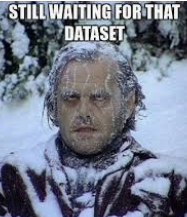 STILL WAITING FOR THAT
DATASET